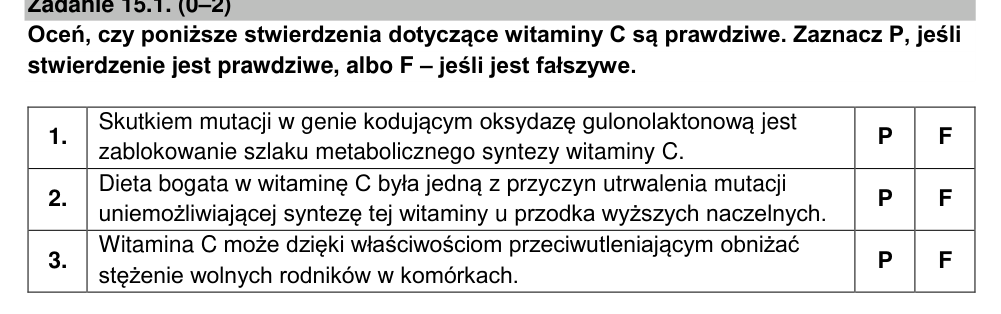 Zadanie 15.1. (0–2)
Oceń, czy poniższe stwierdzenia dotyczące witaminy C są prawdziwe. Zaznacz P, jeśli
stwierdzenie jest prawdziwe, albo F – jeśli jest fałszywe.
1. Skutkiem mutacji w genie kodującym oksydazę gulonolaktonową jest
zablokowanie szlaku metabolicznego syntezy witaminy C. P F
2. Dieta bogata w witaminę C była jedną z przyczyn utrwalenia mutacji
uniemożliwiającej syntezę tej witaminy u przodka wyższych naczelnych. P F
3. Witamina C może dzięki właściwościom przeciwutleniającym obniżać
stężenie wolnych rodników w komórkach. P F